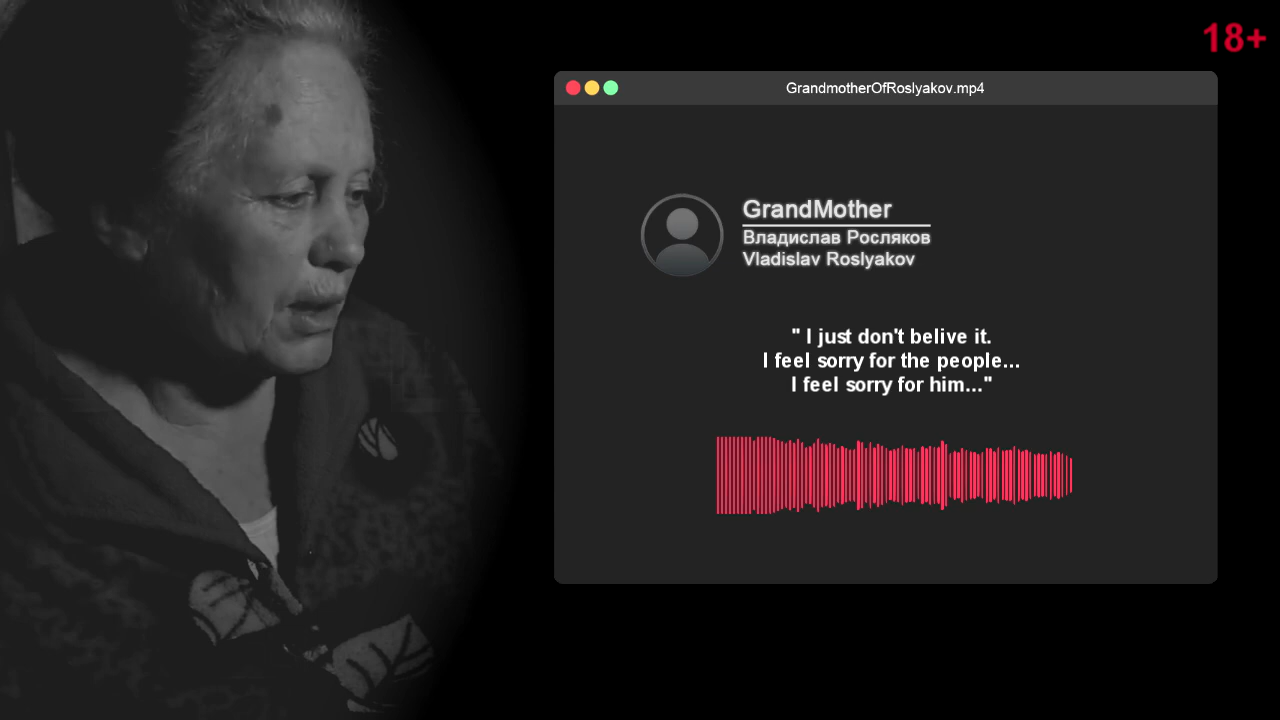 18+
GrandmotherOfRoslyakov.mp4
GrandMother
Владислав Росляков
Vladislav Roslyakov
" I just don't belive it.
I feel sorry for the people...
I feel sorry for him..."